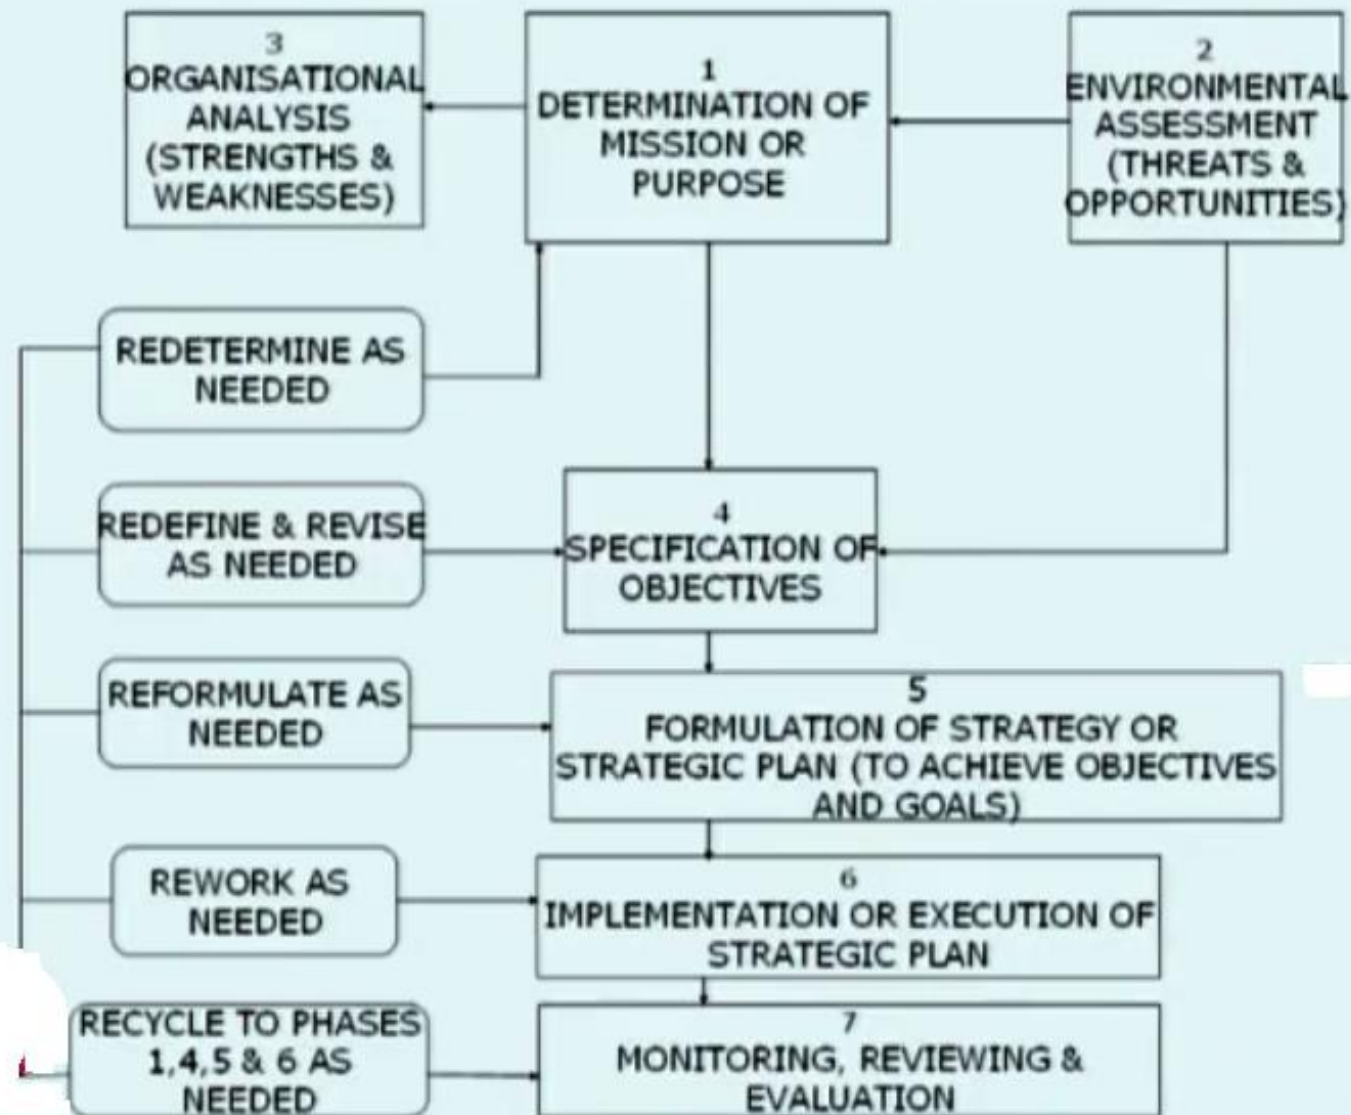 3
ORGANISATIONAL
ANALYSIS
(STRENGTHS &
WEAKNESSES)
1
DETERMINATION OF
MISSION OR
PURPOSE
2
ENVIRONMENTAL
ASSESSMENT
(THREATS &
OPPORTUNITIES)
REDETERMINE AS
NEEDED
REDEFINE & REVISE
AS NEEDED
4
SPECIFICATION OF
OBJECTIVES
REFORMULATE AS
NEEDED
5
FORMULATION OF STRATEGY OR
STRATEGIC PLAN (TO ACHIEVE OBJECTIVES
AND GOALS)
REWORK AS
NEEDED
6
IMPLEMENTATION OR EXECUTION OF
STRATEGIC PLAN
RECYCLE TO PHASES
1,4,5 & 6 AS
NEEDED
7
MONITORING, REVIEWING &
EVALUATION